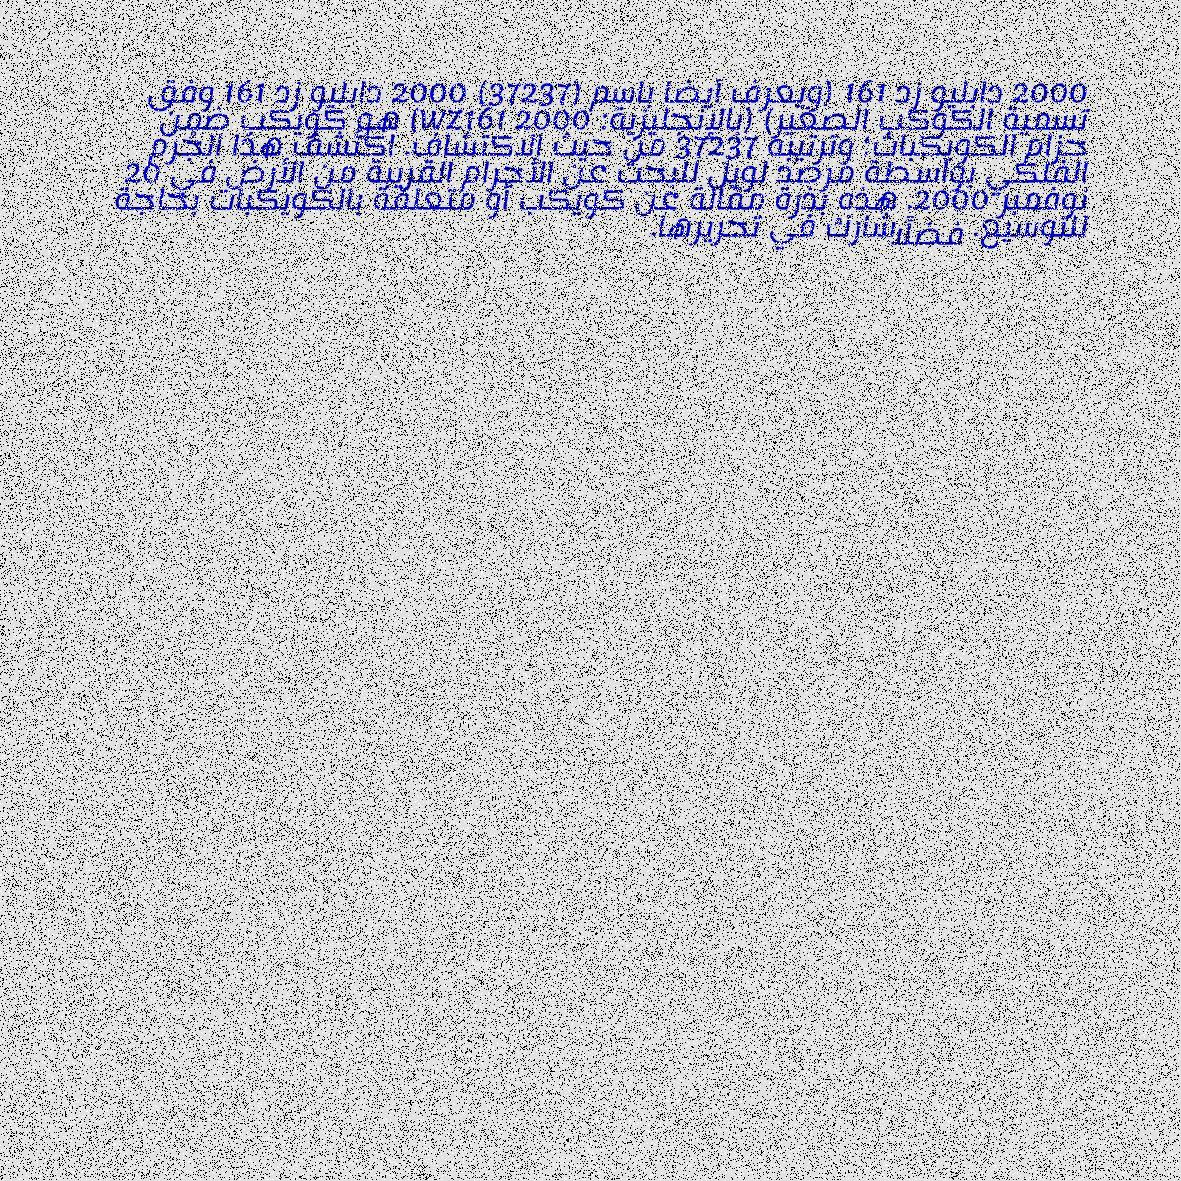 2000 دابليو زد 161 (ويعرف أيضا باسم (37237) 2000 دابليو زد 161 وفق
تسمية الكوكب الصغير) (بالإنجليزية: 2000 WZ161) هو كويكب ضمن
حزام الكويكبات، وترتيبه 37237 من حيث الاكتشاف. اكتشف هذا الجرم
الفلكي بواسطة مرصد لويل للبحث عن الأجرام القريبة من الأرض في 20
نوفمبر 2000. هذه بذرة مقالة عن كويكب أو متعلقة بالكويكبات بحاجة
للتوسيع. فضلًا شارك في تحريرها.